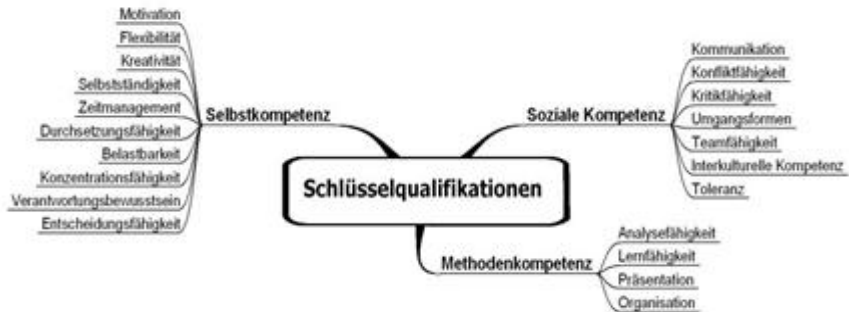 Motivation
Flexibilität
Kreativität
Selbstständigkeit
Zeitmanagement
Durchsetzungsfähigkeit
Belastbarkeit
Konzentrationsfähigkeit
Verantwortungsbewusstsein
Entscheidungsfähigkeit
Selbstkompetenz
Schlüsselqualifikationen
Soziale Kompetenz
Kommunikation
Konfliktfähigkeit
Kritikfähigkeit
Umgangsformen
Teamfähigkeit
Interkulturelle Kompetenz
Toleranz
Methodenkompetenz
Analysefähigkeit
Lernfähigkeit
Präsentation
Organisation